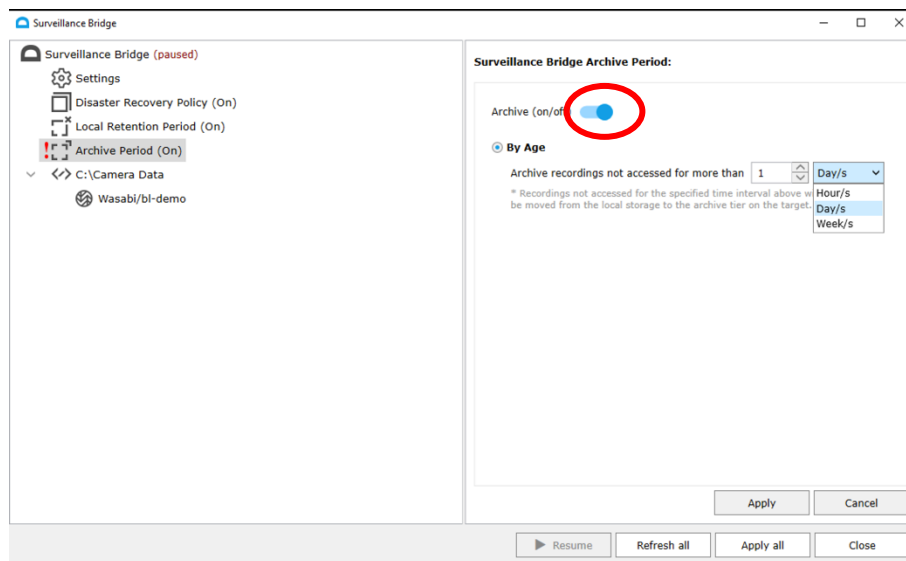 Surveillance Bridge
Surveillance Bridge (paused)
Settings
Disaster Recovery Policy (On)
Local Retention Period (On)
Archive Period (On)
C:\Camera Data
Wasabi/bl-demo
Surveillance Bridge Archive Period:
Archive (on/of
By Age
Archive recordings not accessed for more than 1 Day/s
* Recordings not accessed for the specified time interval above w
be moved from the local storage to the archive tier on the target.
Hour/s
Day/s
Week/s
Apply Cancel
Resume Refresh all Apply all Close